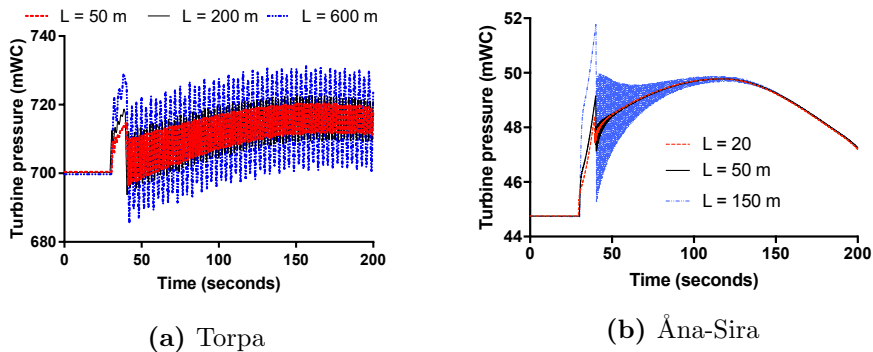 L = 50 m L = 200 m L = 600 m
Turbine pressure (mWC)
740
720
700
680
0 50 100 150 200
Time (seconds)
(a) Torpa
Turbine pressure (mWC)
52
50
48
46
44
L = 20
L = 50 m
L = 150 m
0 50 100 150 200
Time (seconds)
(b) Åna-Sira